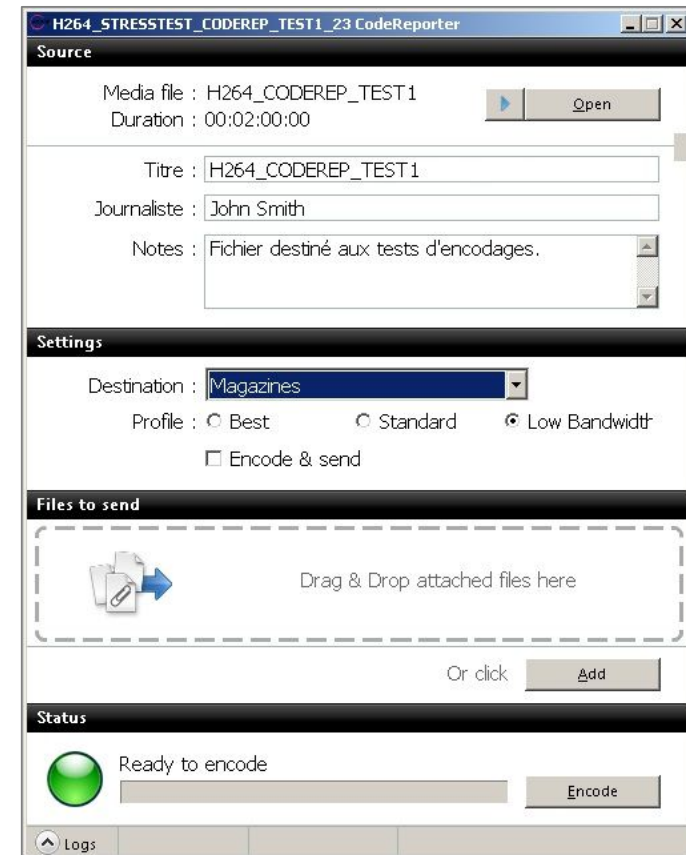 H264_STRESSTEST_CODEREP_TEST1_23 CodeReporter
Source
Media file : H264_CODEREP_TEST1
Duration : 00:02:00:00
Open
Titre : H264_CODEREP_TEST1
Journaliste : John Smith
Notes : Fichier destiné aux tests d'encodages.
Settings
Destination : Magazines
Profile : Best Standard Low Bandwidth
Encode & send
Files to send
Drag & Drop attached files here
Or click Add
Status
Ready to encode
Encode
Logs